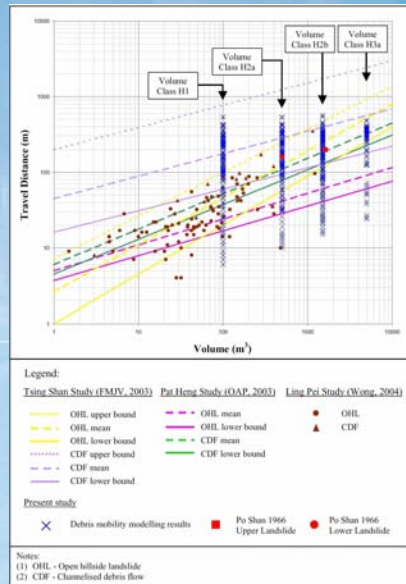 Volume
Class H1
Volume
Class H2a
Volume
Class H2b
Volume
Class H3a
Travel Distance (m)
10000
1000
100
10
1
1
10
100
1000
10000
Volume (m³)
Legend:
Tsing Shan Study (FMJV, 2003)
OHL upper bound
OHL mean
OHL lower bound
CDF upper bound
CDF mean
CDF lower bound
Pat Heng Study (OAP, 2003)
OHL mean
OHL lower bound
CDF mean
CDF lower bound
Ling Pei Study (Wong, 2004)
OHL
CDF
Present study
Debris mobility modelling results
Po Shan 1966
Upper Landslide
Po Shan 1966
Lower Landslide
Notes:
(1) OHL - Open hillside landslide
(2) CDF - Channelised debris flow